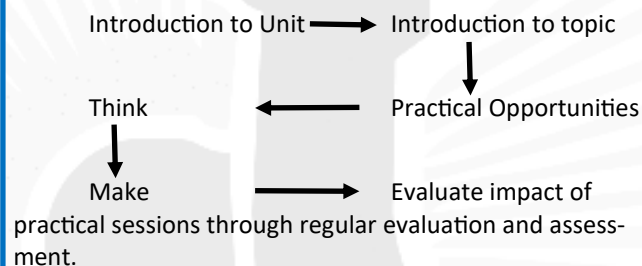 Introduction to Unit Introduction to topic
Think Practical Opportunities
Make Evaluate impact of
practical sessions through regular evaluation and assess-
ment.